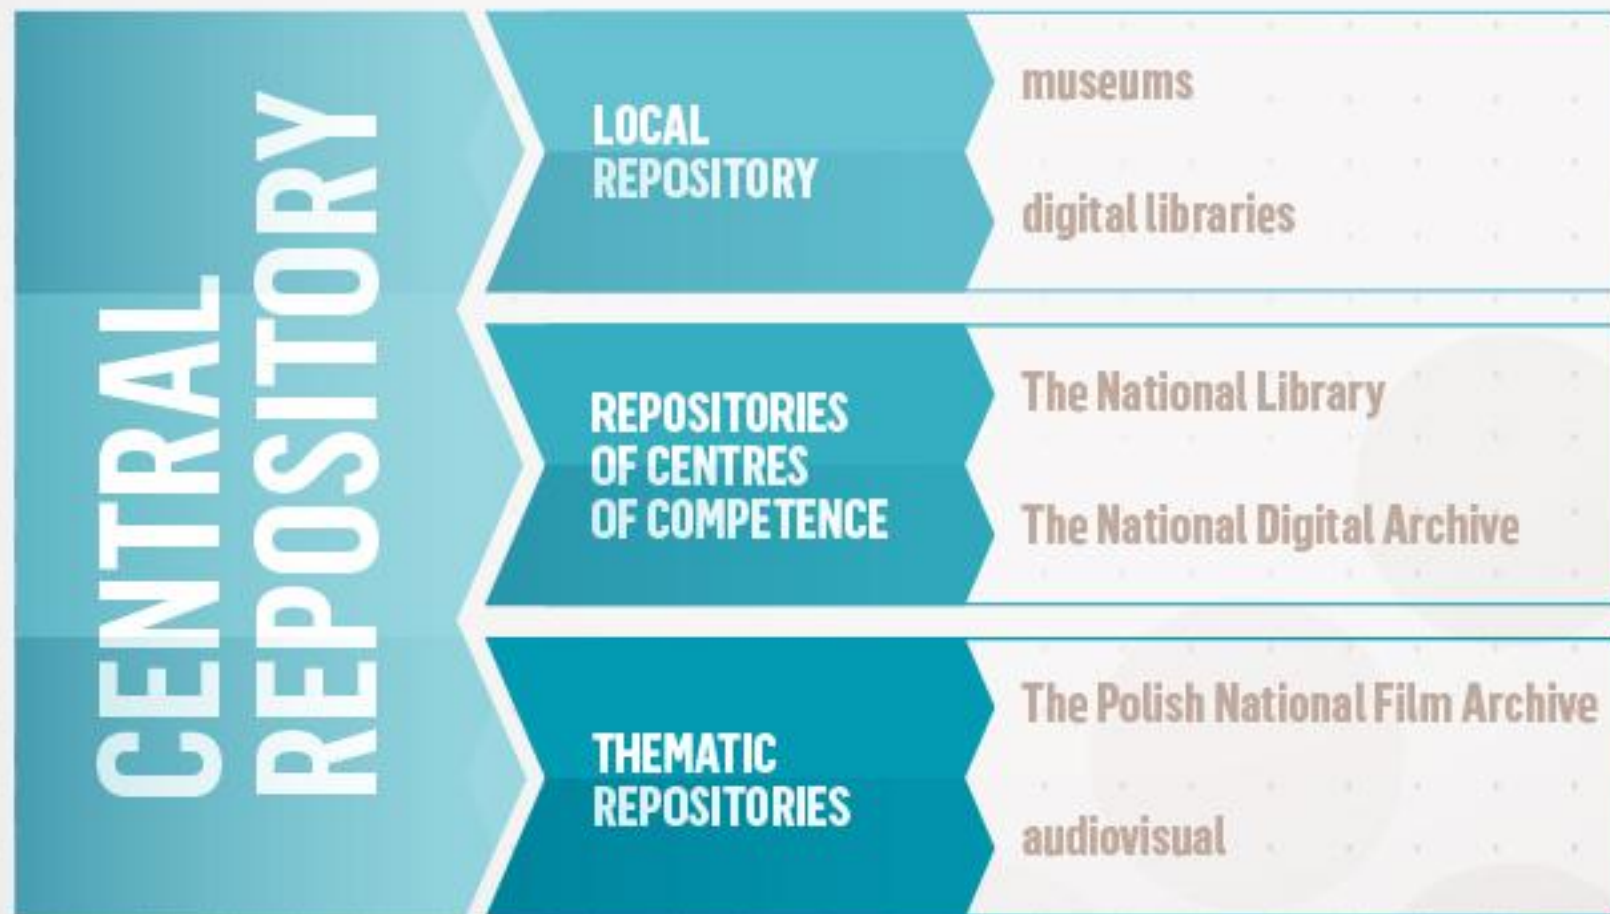 CENTRAL
REPOSITORY
LOCAL
REPOSITORY
museums
digital libraries
REPOSITORIES
OF CENTRES
OF COMPETENCE
The National Library
The National Digital Archive
THEMATIC
REPOSITORIES
The Polish National Film Archive
audiovisual